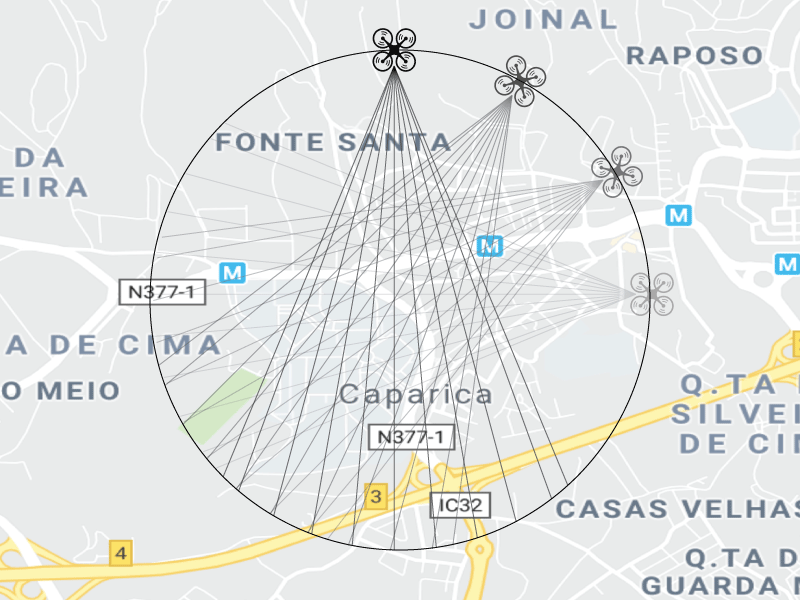 JOINAL
RAPOSO
FONTE SANTA
DA
EIRA
M
M
M
M
N377-1
A DE CIMA
O MEIO
Caparica
Q.TA
SILVE
DE CI
N377-1
3
IC32
CASAS VELHAS
4
Q.TA D
GUARDA